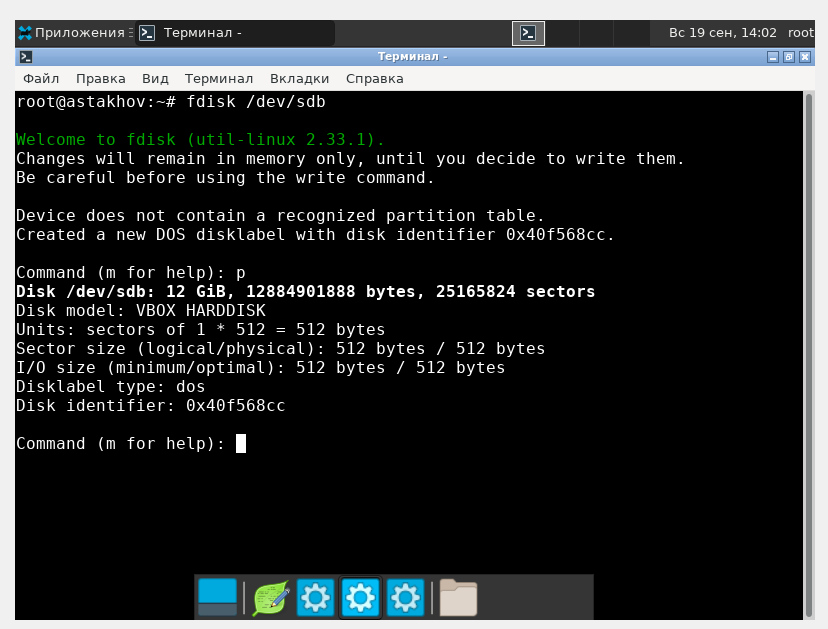 Приложения
Терминал -
Вс 19 сен, 14:02 root
Терминал -
Файл Правка Вид Терминал Вкладки Справка
root@astakhov:~# fdisk /dev/sdb
Welcome to fdisk (util-linux 2.33.1).
Changes will remain in memory only, until you decide to write them.
Be careful before using the write command.
Device does not contain a recognized partition table.
Created a new DOS disklabel with disk identifier 0x40f568cc.
Command (m for help): p
Disk /dev/sdb: 12 GiB, 12884901888 bytes, 25165824 sectors
Disk model: VBOX HARDDISK
Units: sectors of 1 * 512 = 512 bytes
Sector size (logical/physical): 512 bytes / 512 bytes
I/O size (minimum/optimal): 512 bytes / 512 bytes
Disklabel type: dos
Disk identifier: 0x40f568cc
Command (m for help):